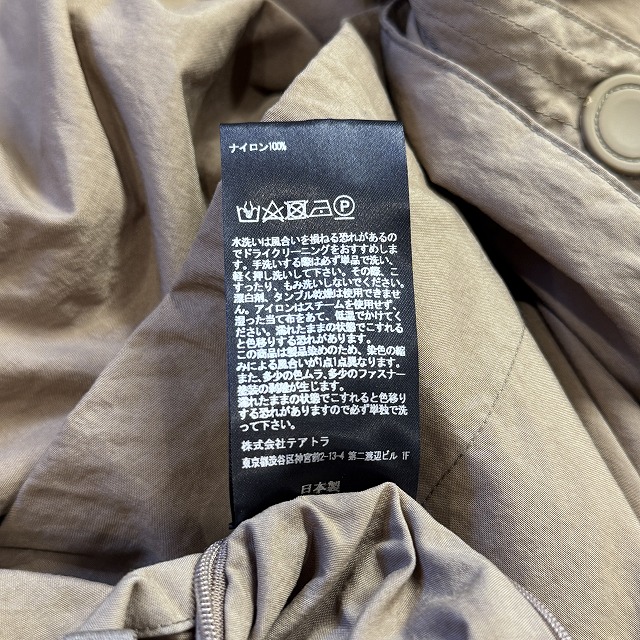 ナイロン100%
水洗いは風合いを損ねる恐れがあるの
でドライクリーニングをおすすめしま
す。手洗いする際は必ず単品で洗い、
軽く押し洗いして下さい。その際、こ
すったり、もみ洗いしないでください。
漂白剤、タンブル乾燥は使用できませ
ん。アイロンはスチームを使用せず、
湿った当て布をあて、低温でかけてく
ださい。濡れたままの状態でこすれる
と色移りする恐れがあります。
この商品は製品染めのため、染色の縮
みによる風合いが1点1点異なります。
また、多少の色ムラ、多少のファスナー
塗装の剥離が生じます。
濡れたままの状態でこすれると色移り
する恐れがありますので必ず単独で洗
って下さい。
株式会社テアトラ
東京都渋谷区神宮前2-13-4 第二渡辺ビル 1F
日本製